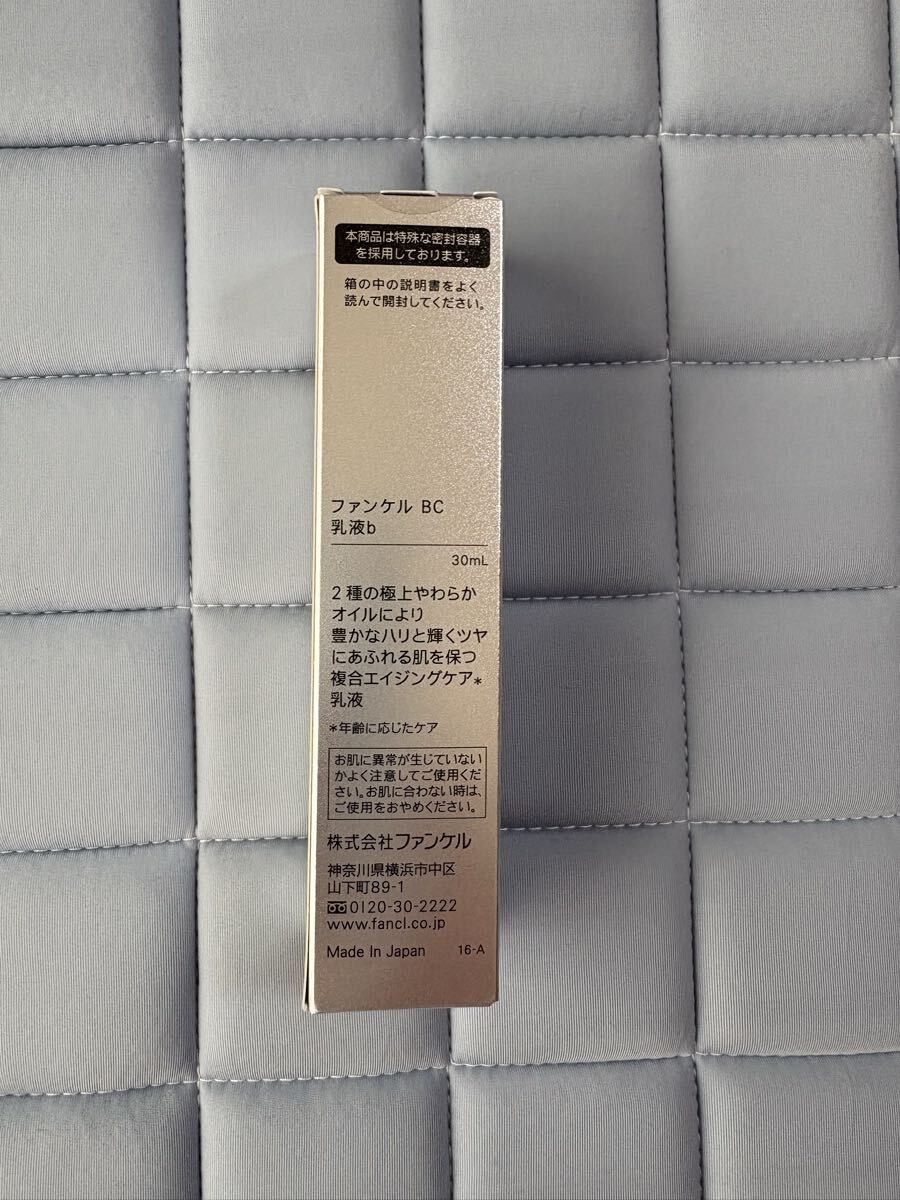 本商品は特殊な密封容器
を採用しております。
箱の中の説明書をよく
読んで開封してください。
ファンケル BC
乳液b
30mL
2種の極上やわらか
オイルにより
豊かなハリと輝くツヤ
にあふれる肌を保つ
複合エイジングケア*
乳液
*年齢に応じたケア
お肌に異常が生じていない
かよく注意してご使用くだ
さい。お肌に合わない時は、
ご使用をおやめください。
株式会社ファンケル
神奈川県横浜市中区
山下町89-1
0120-30-2222
www.fancl.co.jp
Made In Japan 16-A